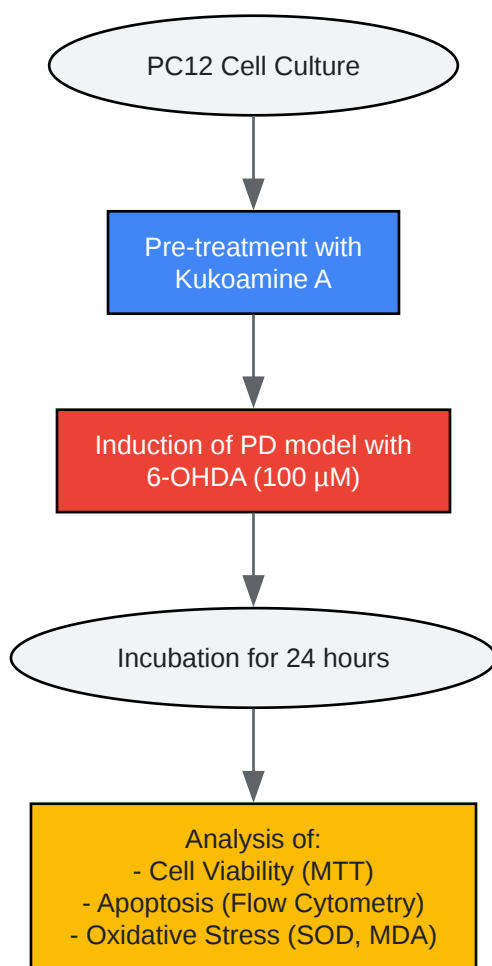 PC12 Cell Culture
Pre-treatment with
Kukoamine A
Induction of PD model with
6-OHDA (100 µM)
Incubation for 24 hours
Analysis of:
- Cell Viability (MTT)
- Apoptosis (Flow Cytometry)
- Oxidative Stress (SOD, MDA)